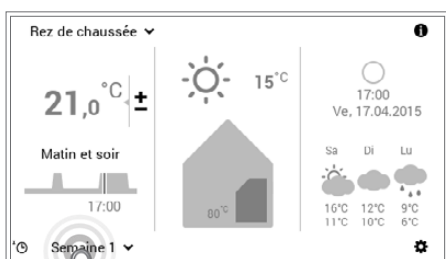 Rez de chaussée
21,0 °C ±
Matin et soir
17:00
Semaine 1
15°C
80°C
17:00
Ve, 17.04.2015
Sa Di Lu
16°C 12°C 9°C
11°C 10°C 6°C